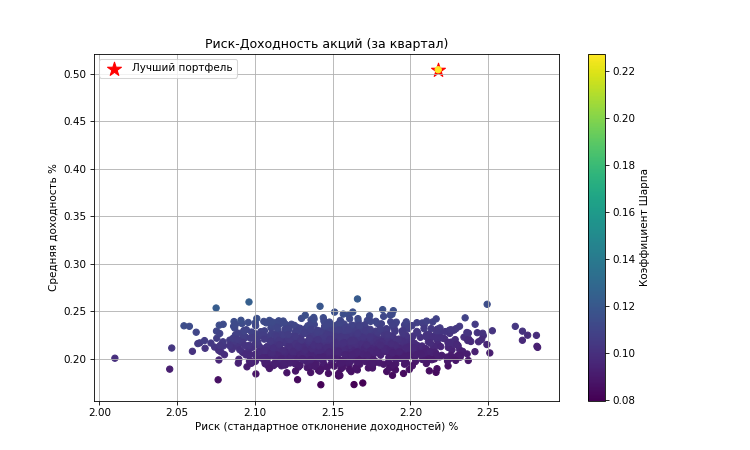 Риск-Доходность акций (за квартал)
Лучший портфель
Средняя доходность %
0.50
0.45
0.40
0.35
0.30
0.25
0.20
2.00 2.05 2.10 2.15 2.20 2.25
Риск (стандартное отклонение доходностей) %
0.22
0.20
0.18
0.16
0.14
0.12
0.10
0.08
Коэффициент Шарпа